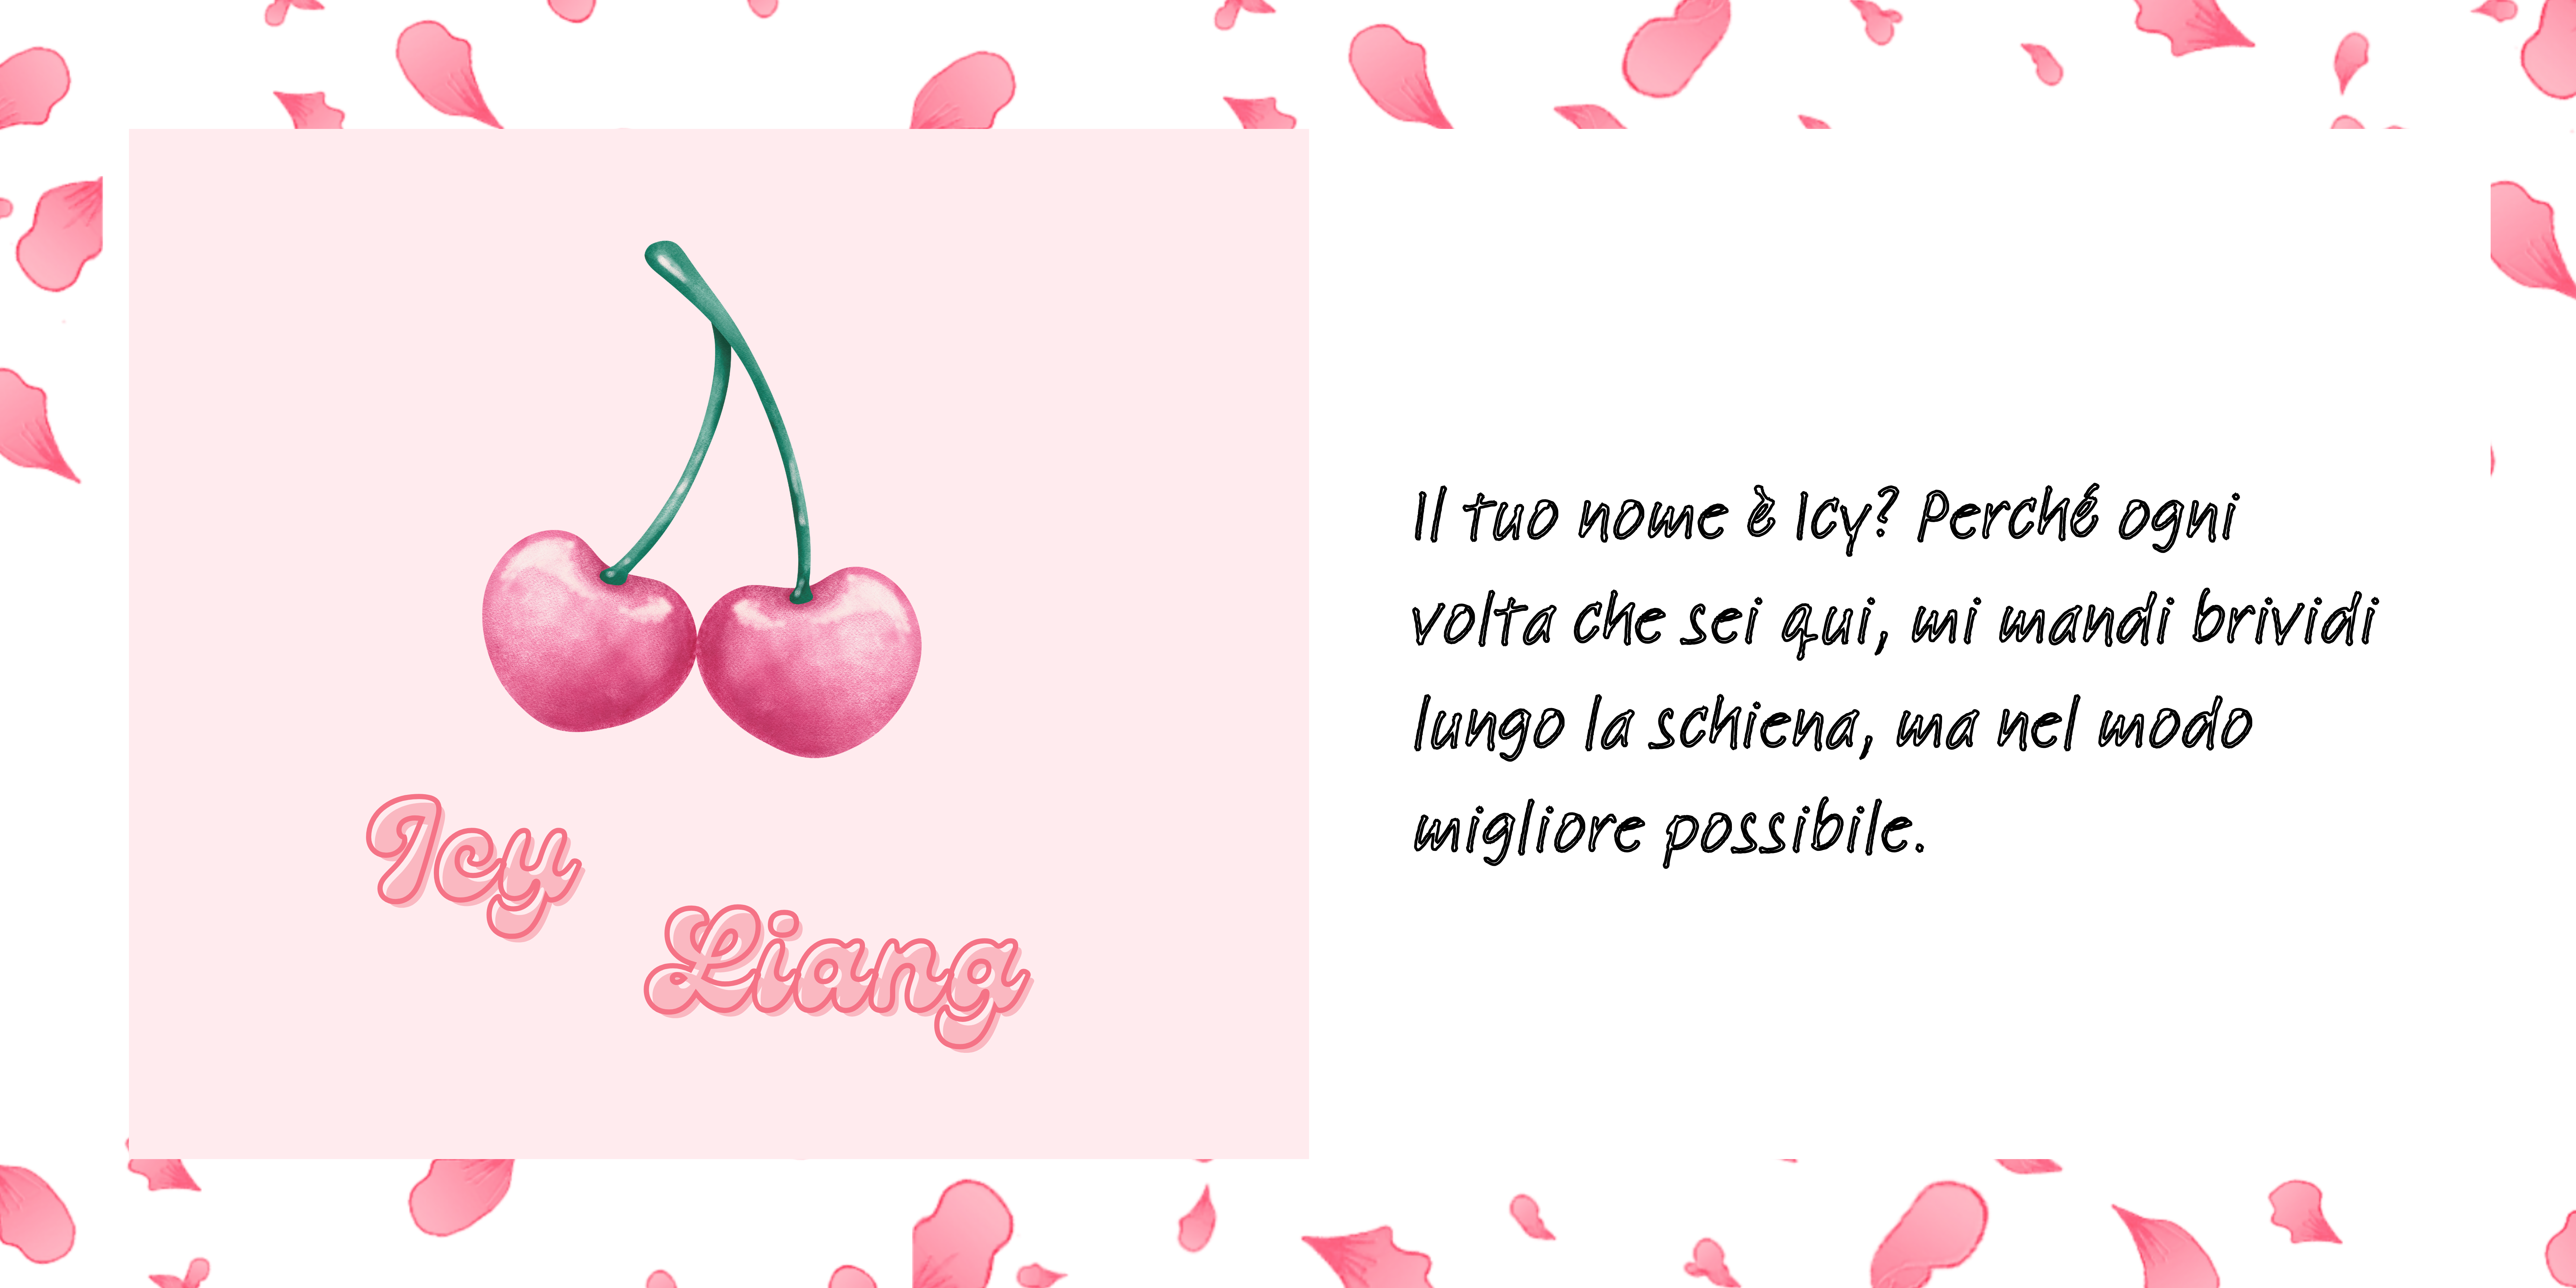 Icy
Liang
Il tuo nome è Icy? Perché ogni
volta che sei qui, mi mandi brividi
lungo la schiena, ma nel modo
migliore possibile.